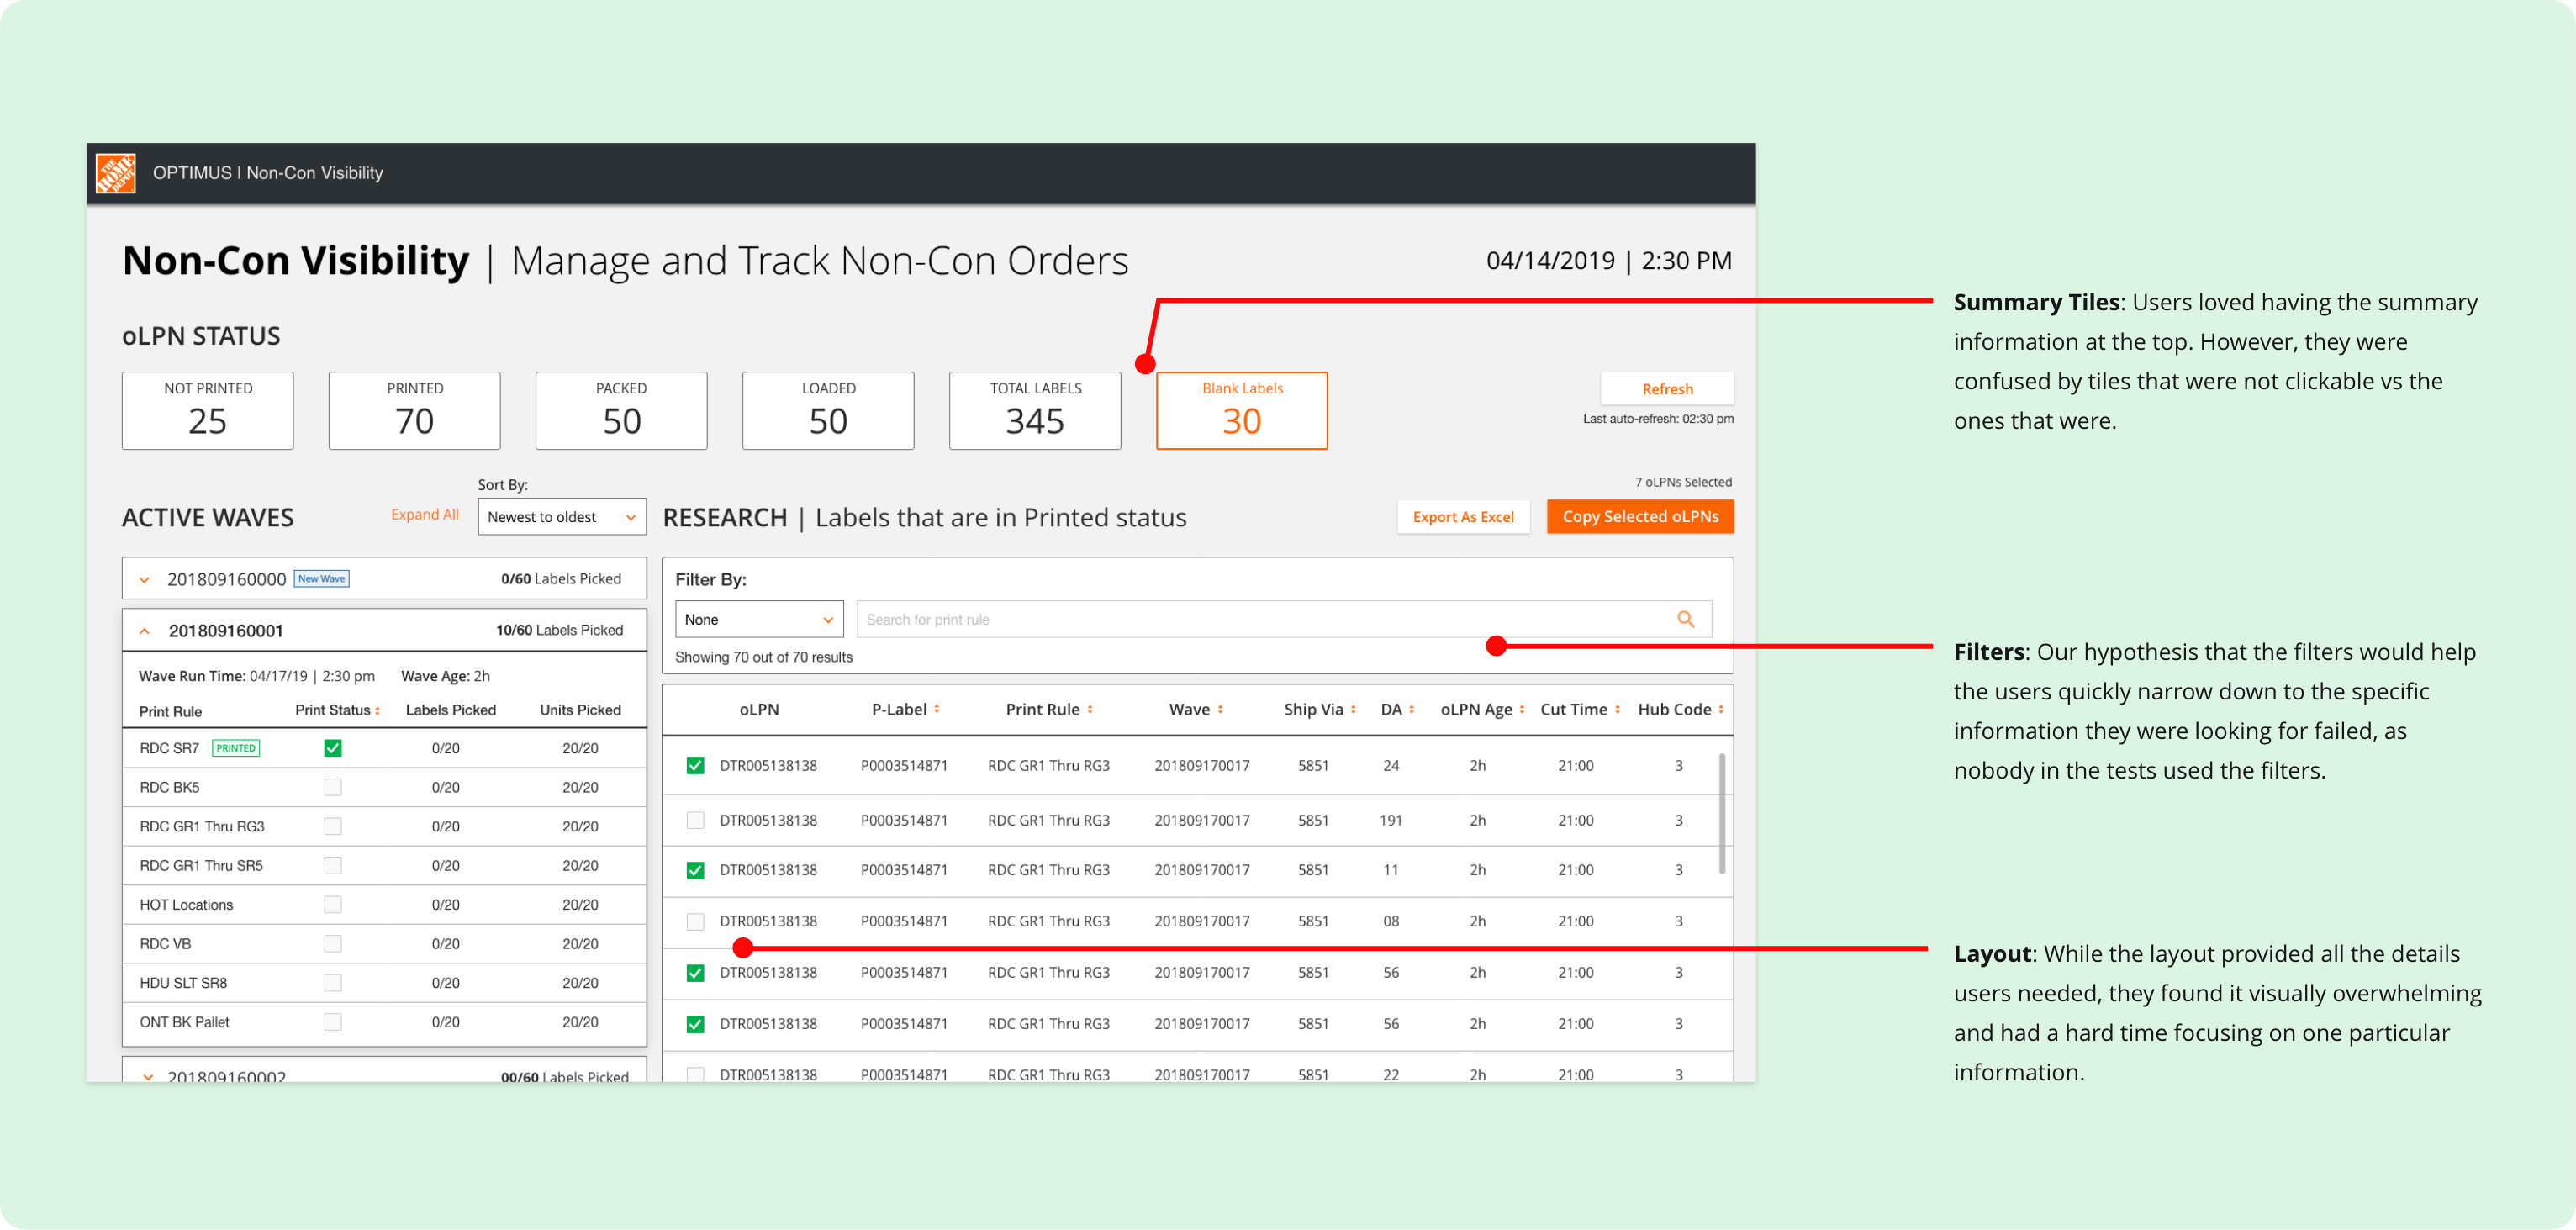 THE HOME DEPOT
OPTIMUS | Non-Con Visibility
Non-Con Visibility | Manage and Track Non-Con Orders
04/14/2019 | 2:30 PM
oLPN STATUS
NOT PRINTED
25
PRINTED
70
PACKED
50
LOADED
50
TOTAL LABELS
345
Blank Labels
30
Refresh
Last auto-refresh: 02:30 pm
ACTIVE WAVES
Expand All
Sort By:
Newest to oldest
201809160000 New Wave 0/60 Labels Picked
201809160001 10/60 Labels Picked
Wave Run Time: 04/17/19 | 2:30 pm Wave Age: 2h
Print Rule Print Status Labels Picked Units Picked
RDC SR7 PRINTED 0/20 20/20
RDC BK5 0/20 20/20
RDC GR1 Thru RG3 0/20 20/20
RDC GR1 Thru SR5 0/20 20/20
HOT Locations 0/20 20/20
RDC VB 0/20 20/20
HDU SLT SR8 0/20 20/20
ONT BK Pallet 0/20 20/20
201809160002 00/60 Labels Picked
7 oLPNs Selected
RESEARCH | Labels that are in Printed status
Export As Excel
Copy Selected oLPNs
Filter By:
None
Search for print rule
Showing 70 out of 70 results
oLPN P-Label Print Rule Wave Ship Via DA oLPN Age Cut Time Hub Code
DTR005138138 P0003514871 RDC GR1 Thru RG3 201809170017 5851 24 2h 21:00 3
DTR005138138 P0003514871 RDC GR1 Thru RG3 201809170017 5851 191 2h 21:00 3
DTR005138138 P0003514871 RDC GR1 Thru RG3 201809170017 5851 11 2h 21:00 3
DTR005138138 P0003514871 RDC GR1 Thru RG3 201809170017 5851 08 2h 21:00 3
DTR005138138 P0003514871 RDC GR1 Thru RG3 201809170017 5851 56 2h 21:00 3
DTR005138138 P0003514871 RDC GR1 Thru RG3 201809170017 5851 56 2h 21:00 3
DTR005138138 P0003514871 RDC GR1 Thru RG3 201809170017 5851 22 2h 21:00 3
Summary Tiles: Users loved having the summary
information at the top. However, they were
confused by tiles that were not clickable vs the
ones that were.
Filters: Our hypothesis that the filters would help
the users quickly narrow down to the specific
information they were looking for failed, as
nobody in the tests used the filters.
Layout: While the layout provided all the details
users needed, they found it visually overwhelming
and had a hard time focusing on one particular
information.